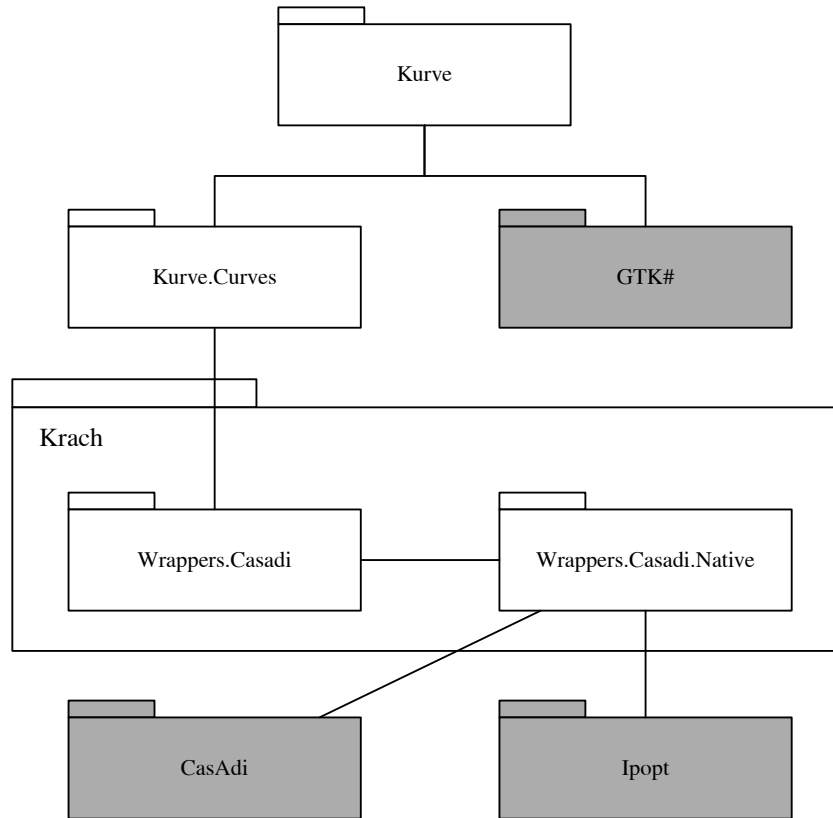 Kurve
Kurve.Curves
GTK#
Krach
Wrappers.Casadi
Wrappers.Casadi.Native
CasAdi
Ipopt